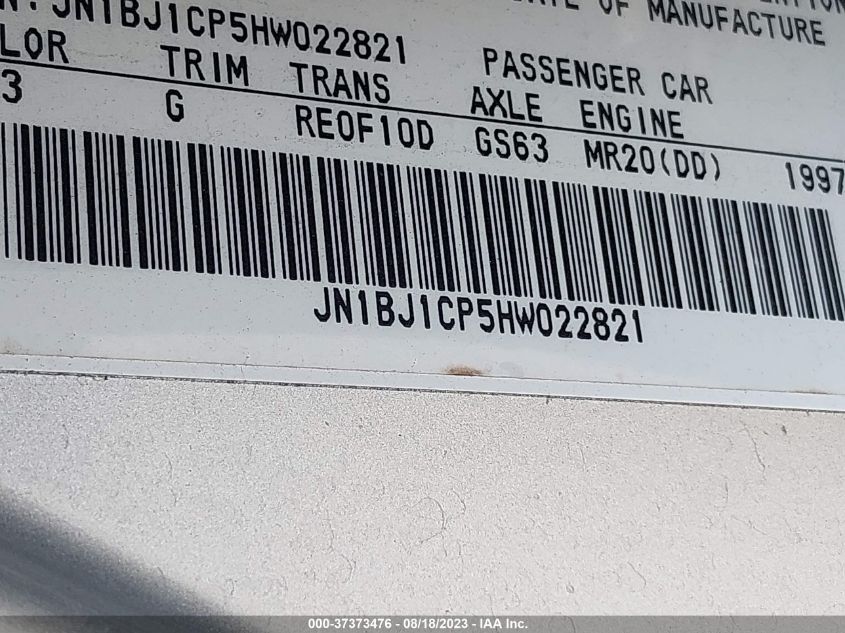 OF MANUFACTURE
JN1BJ1CP5HW022821 PASSENGER CAR
TRIM TRANS AXLE ENGINE
3 G RE0F10D GS63 MR20(DD) 1997
JN1BJ1CP5HW022821
000-37373476 - 08/18/2023 - IAA Inc.